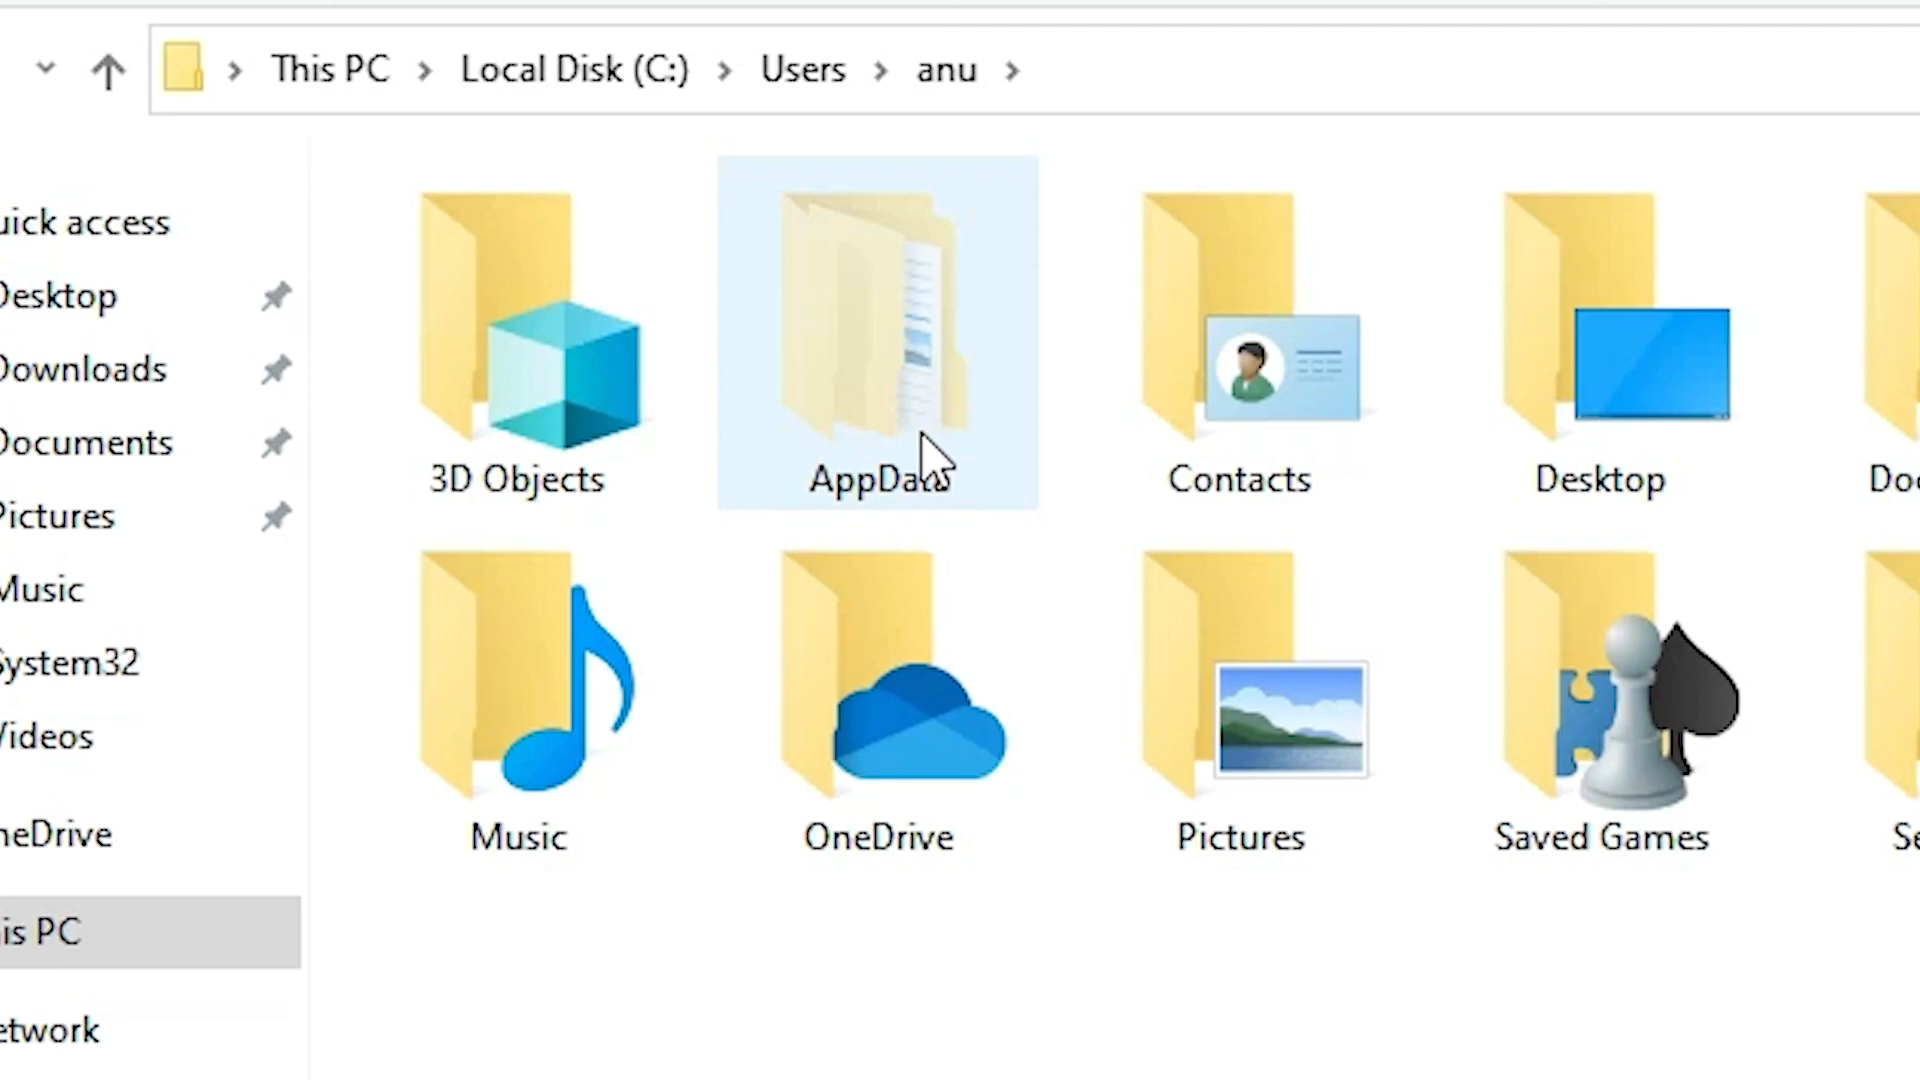 This PC > Local Disk (C:) > Users > anu >
uick access
Desktop
Downloads
Documents
Pictures
Music
System32
Videos
neDrive
is PC
etwork
3D Objects
AppData
Contacts
Desktop
Doc
Music
OneDrive
Pictures
Saved Games
Se